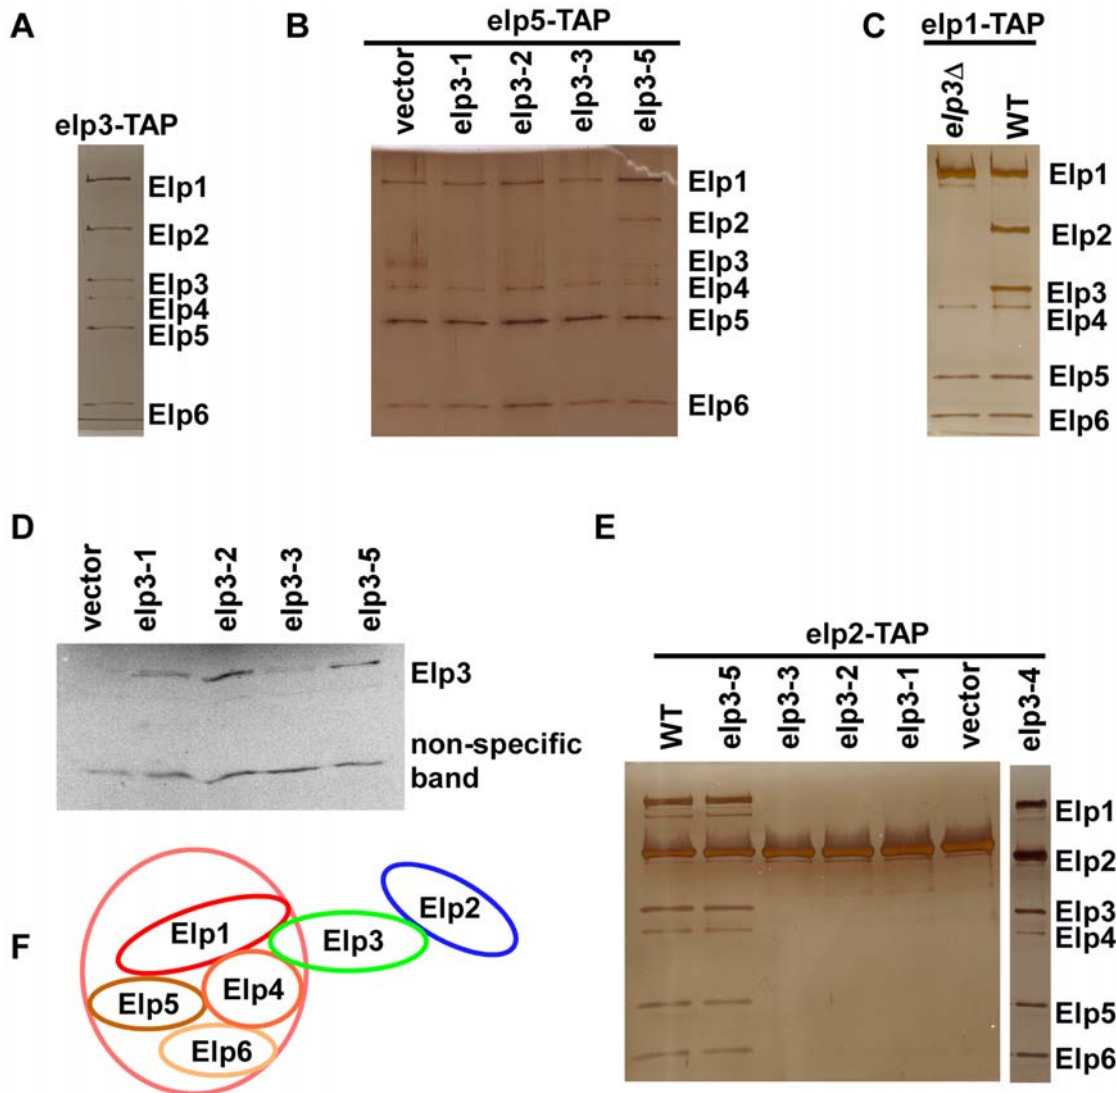 A
elp3-TAP
Elp1
Elp2
Elp3
Elp4
Elp5
Elp6
B
elp5-TAP
vector
elp3-1
elp3-2
elp3-3
elp3-5
Elp1
Elp2
Elp3
Elp4
Elp5
Elp6
C
elp1-TAP
elp3Δ
WT
Elp1
Elp2
Elp3
Elp4
Elp5
Elp6
D
vector
elp3-1
elp3-2
elp3-3
elp3-5
Elp3
non-specific
band
E
elp2-TAP
WT
elp3-5
elp3-3
elp3-2
elp3-1
vector
elp3-4
Elp1
Elp2
Elp3
Elp4
Elp5
Elp6
F
Elp1
Elp3
Elp2
Elp5
Elp4
Elp6